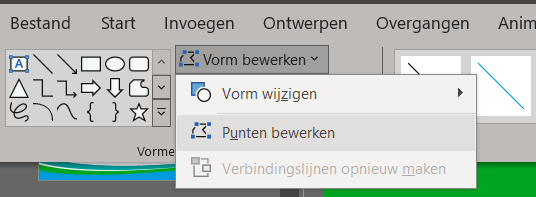 Bestand Start Invoegen Ontwerpen Overgangen Anim
A Vorm bewerken
Vorm wijzigen
Punten bewerken
Verbindingslijnen opnieuw maken
Vorme